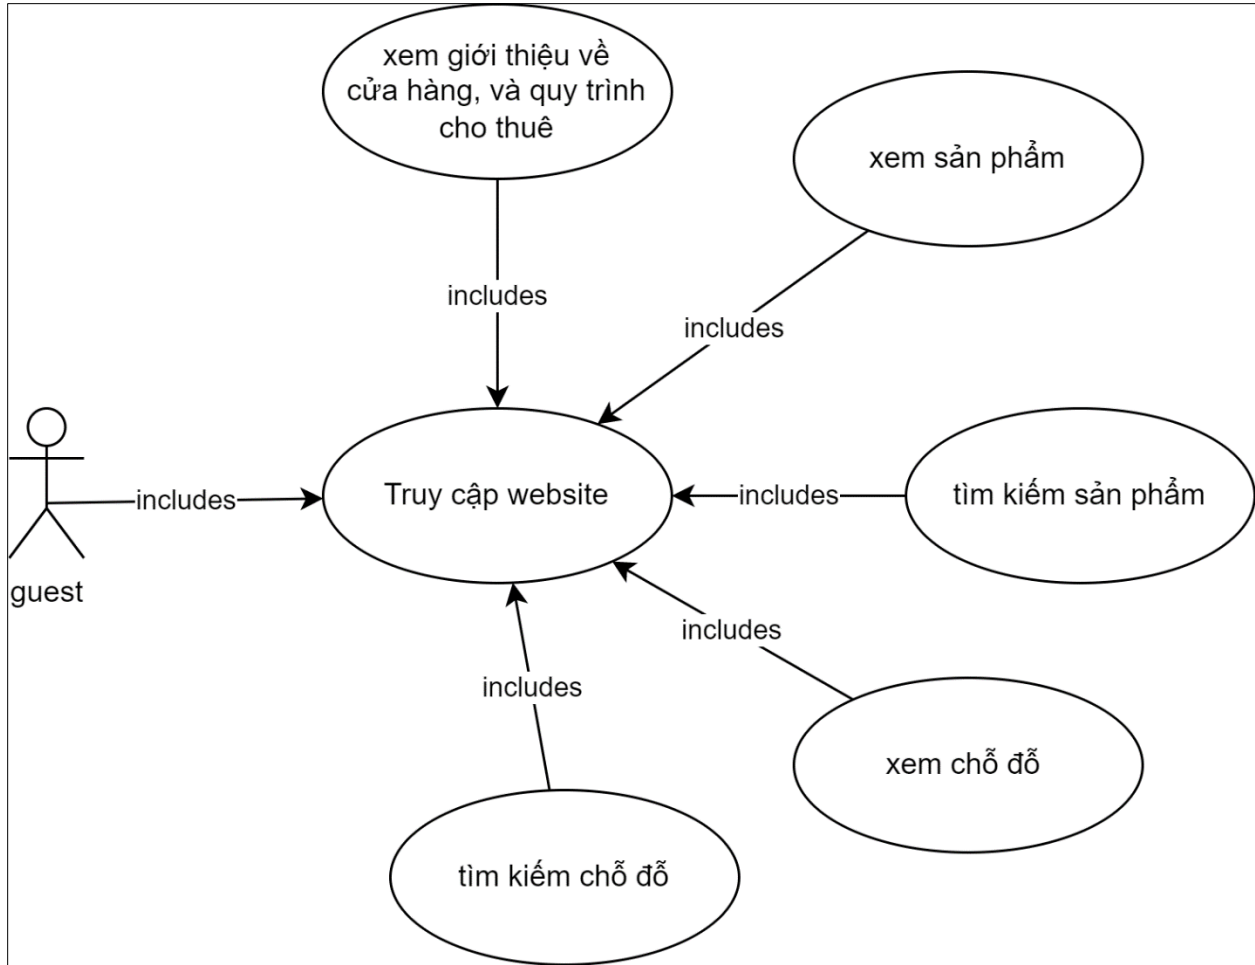 xem giới thiệu về
cửa hàng, và quy trình
cho thuê
xem sản phẩm
includes
includes
Truy cập website
includes
tìm kiếm sản phẩm
includes
guest
includes
includes
xem chỗ đỗ
tìm kiếm chỗ đỗ